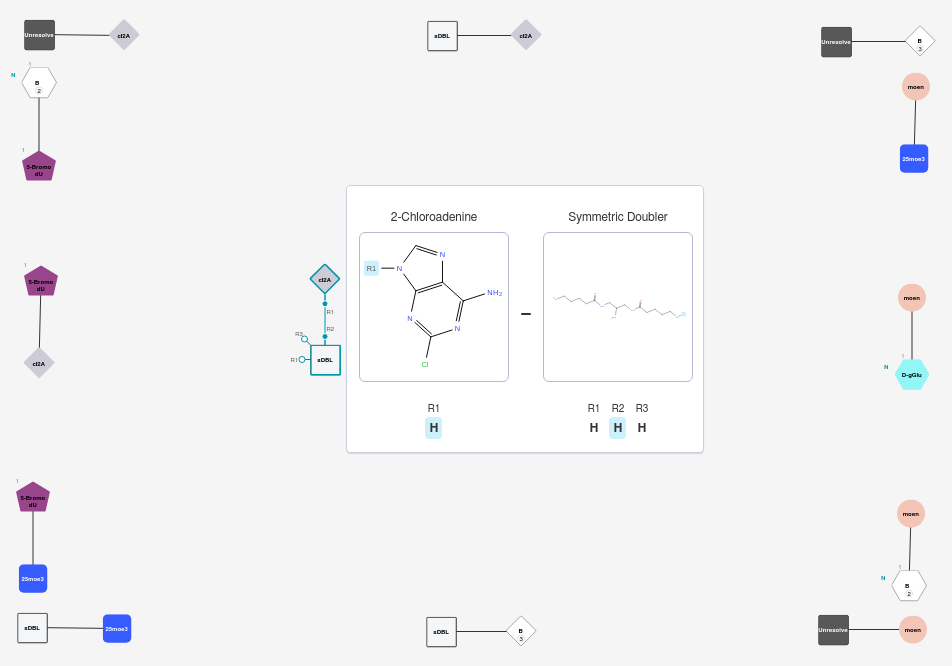 Unresolve
cl2A
sDBL
cl2A
Unresolve
B
3
1
N
B
2
moen
1
5-Bromo
dU
25moe3
2-Chloroadenine
Symmetric Doubler
R1
N
N
NH₂
N
N
Cl
1
5-Bromo
dU
cl2A
cl2A
R1
R2
R3
R1
sDBL
moen
1
N
D-gGlu
R1
R1 R2 R3
H
H H H
1
5-Bromo
dU
25moe3
moen
1
N
B
2
sDBL
25moe3
sDBL
B
3
Unresolve
moen